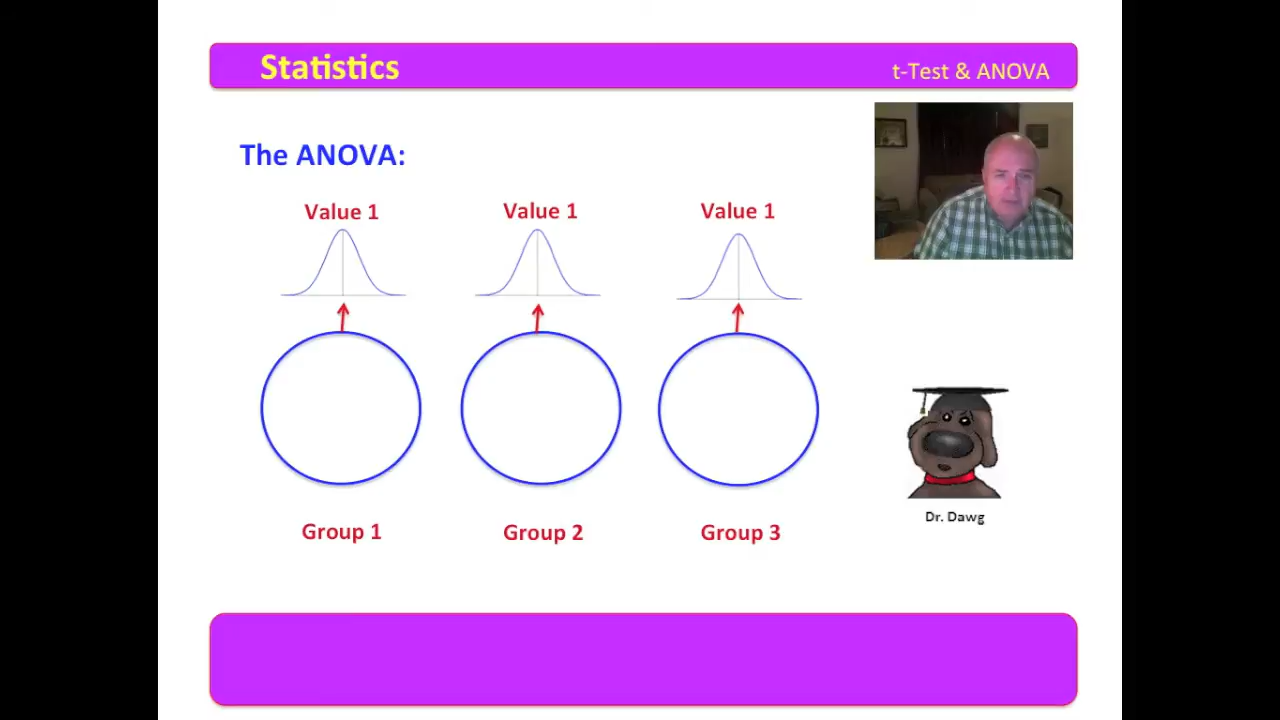 Statistics
t-Test & ANOVA
The ANOVA:
Value 1 Value 1 Value 1
Group 1 Group 2 Group 3
Dr. Dawg